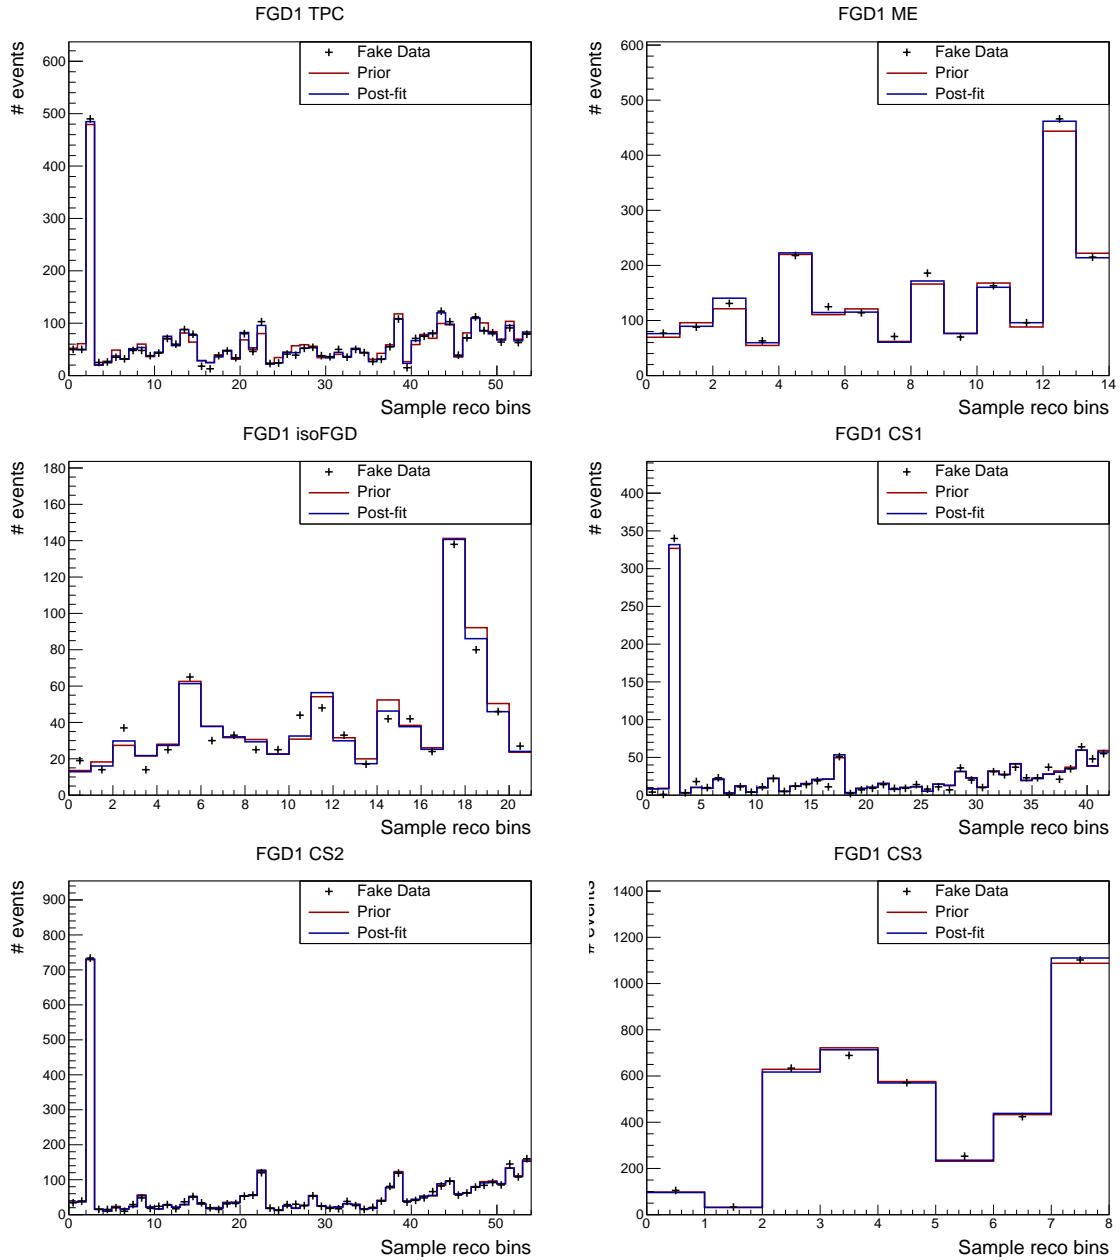 FGD1 TPC
# events
600
500
400
300
200
100
0
Fake Data
Prior
Post-fit
0 10 20 30 40 50
Sample reco bins
FGD1 ME
# events
600
500
400
300
200
100
0
Fake Data
Prior
Post-fit
0 2 4 6 8 10 12 14
Sample reco bins
FGD1 isoFGD
# events
180
160
140
120
100
80
60
40
20
0
Fake Data
Prior
Post-fit
0 2 4 6 8 10 12 14 16 18 20
Sample reco bins
FGD1 CS1
# events
400
350
300
250
200
150
100
50
0
Fake Data
Prior
Post-fit
0 5 10 15 20 25 30 35 40
Sample reco bins
FGD1 CS2
# events
900
800
700
600
500
400
300
200
100
0
Fake Data
Prior
Post-fit
0 10 20 30 40 50
Sample reco bins
FGD1 CS3
# events
1400
1200
1000
800
600
400
200
0
Fake Data
Prior
Post-fit
0 1 2 3 4 5 6 7 8
Sample reco bins